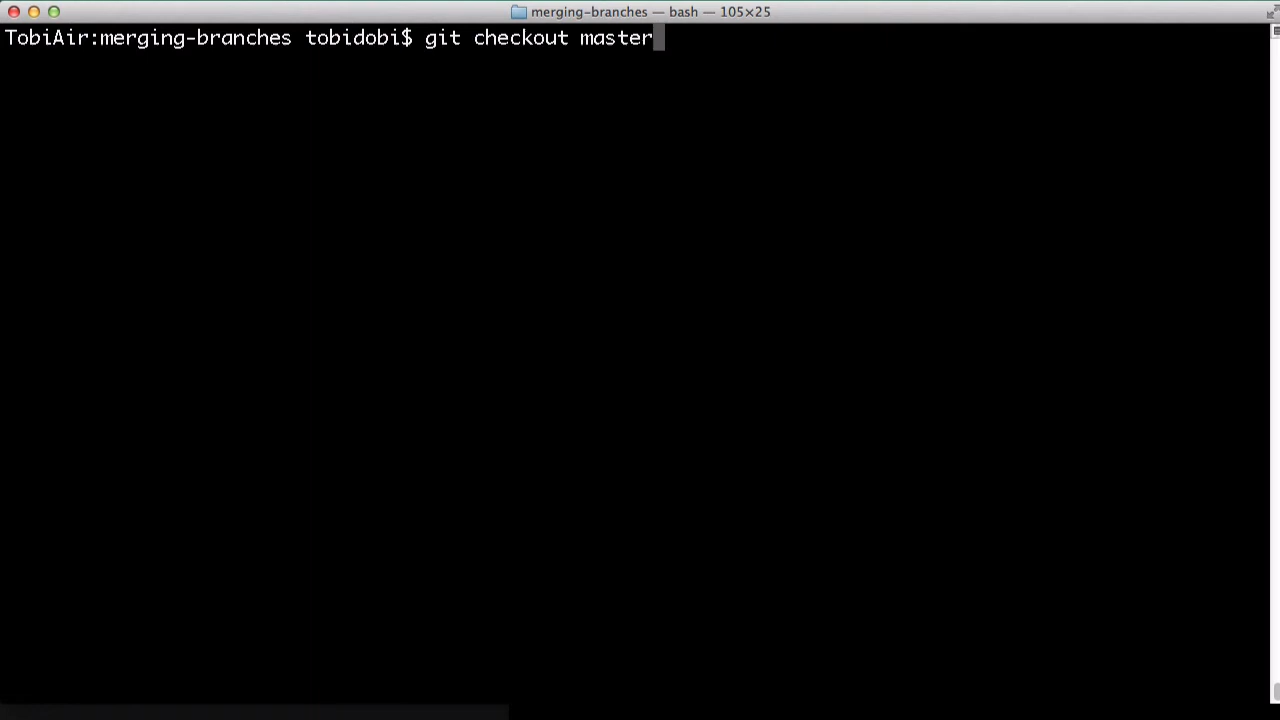 merging-branches — bash — 105×25
TobiAir:merging-branches tobidobi$ git checkout master